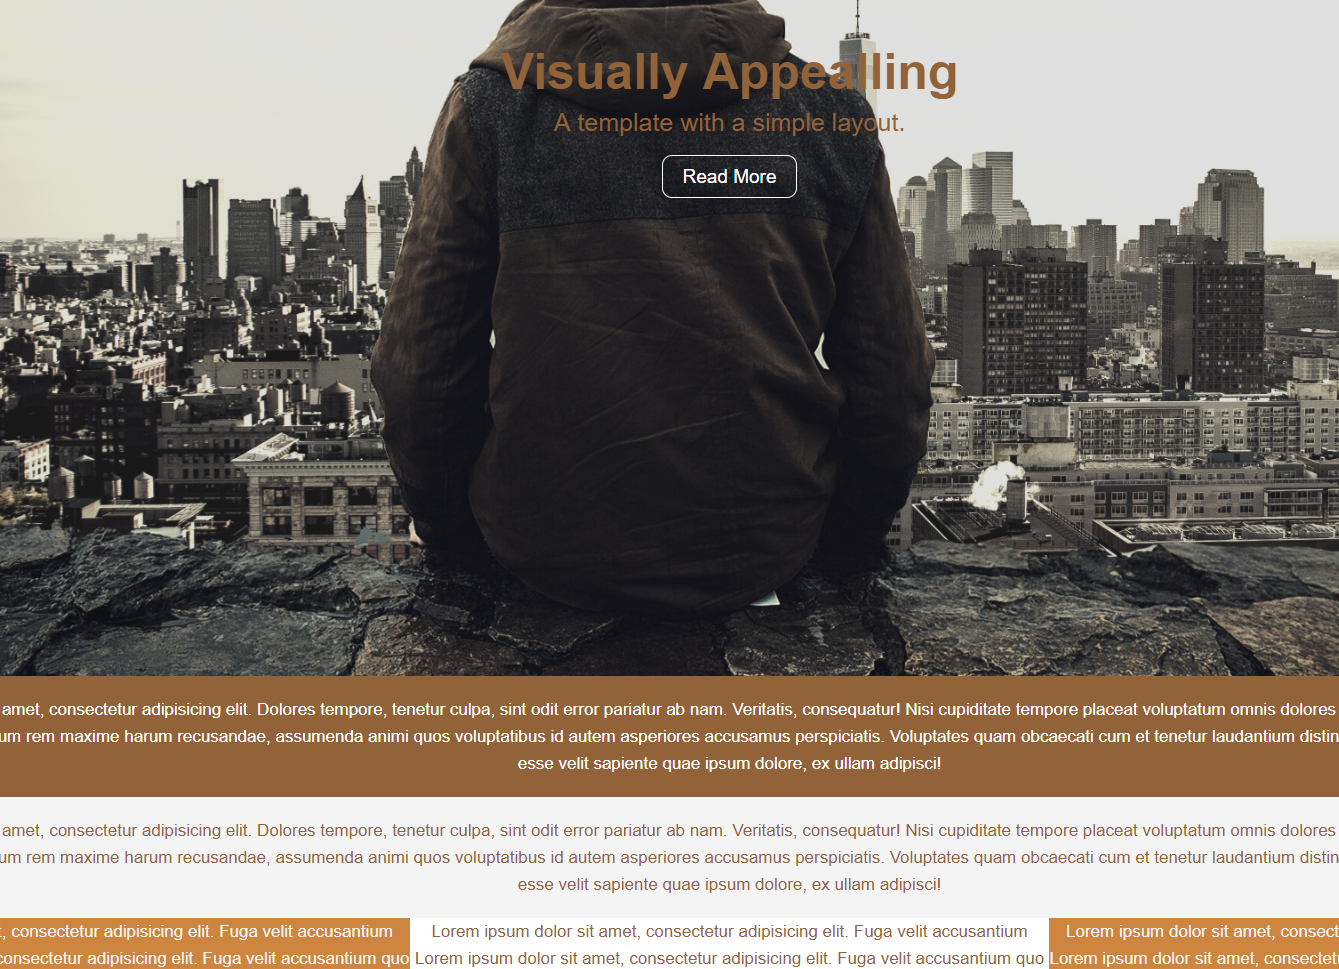 Visually Appealling
A template with a simple layout.
Read More
amet, consectetur adipisicing elit. Dolores tempore, tenetur culpa, sint odit error pariatur ab nam. Veritatis, consequatur! Nisi cupiditate tempore placeat voluptatum omnis dolores
um rem maxime harum recusandae, assumenda animi quos voluptatibus id autem asperiores accusamus perspiciatis. Voluptates quam obcaecati cum et tenetur laudantium distin
esse velit sapiente quae ipsum dolore, ex ullam adipisci!
amet, consectetur adipisicing elit. Dolores tempore, tenetur culpa, sint odit error pariatur ab nam. Veritatis, consequatur! Nisi cupiditate tempore placeat voluptatum omnis dolores
um rem maxime harum recusandae, assumenda animi quos voluptatibus id autem asperiores accusamus perspiciatis. Voluptates quam obcaecati cum et tenetur laudantium distin
esse velit sapiente quae ipsum dolore, ex ullam adipisci!
, consectetur adipisicing elit. Fuga velit accusantium
consectetur adipisicing elit. Fuga velit accusantium quo
Lorem ipsum dolor sit amet, consectetur adipisicing elit. Fuga velit accusantium
Lorem ipsum dolor sit amet, consectetur adipisicing elit. Fuga velit accusantium quo
Lorem ipsum dolor sit amet, consect
Lorem ipsum dolor sit amet, consectet